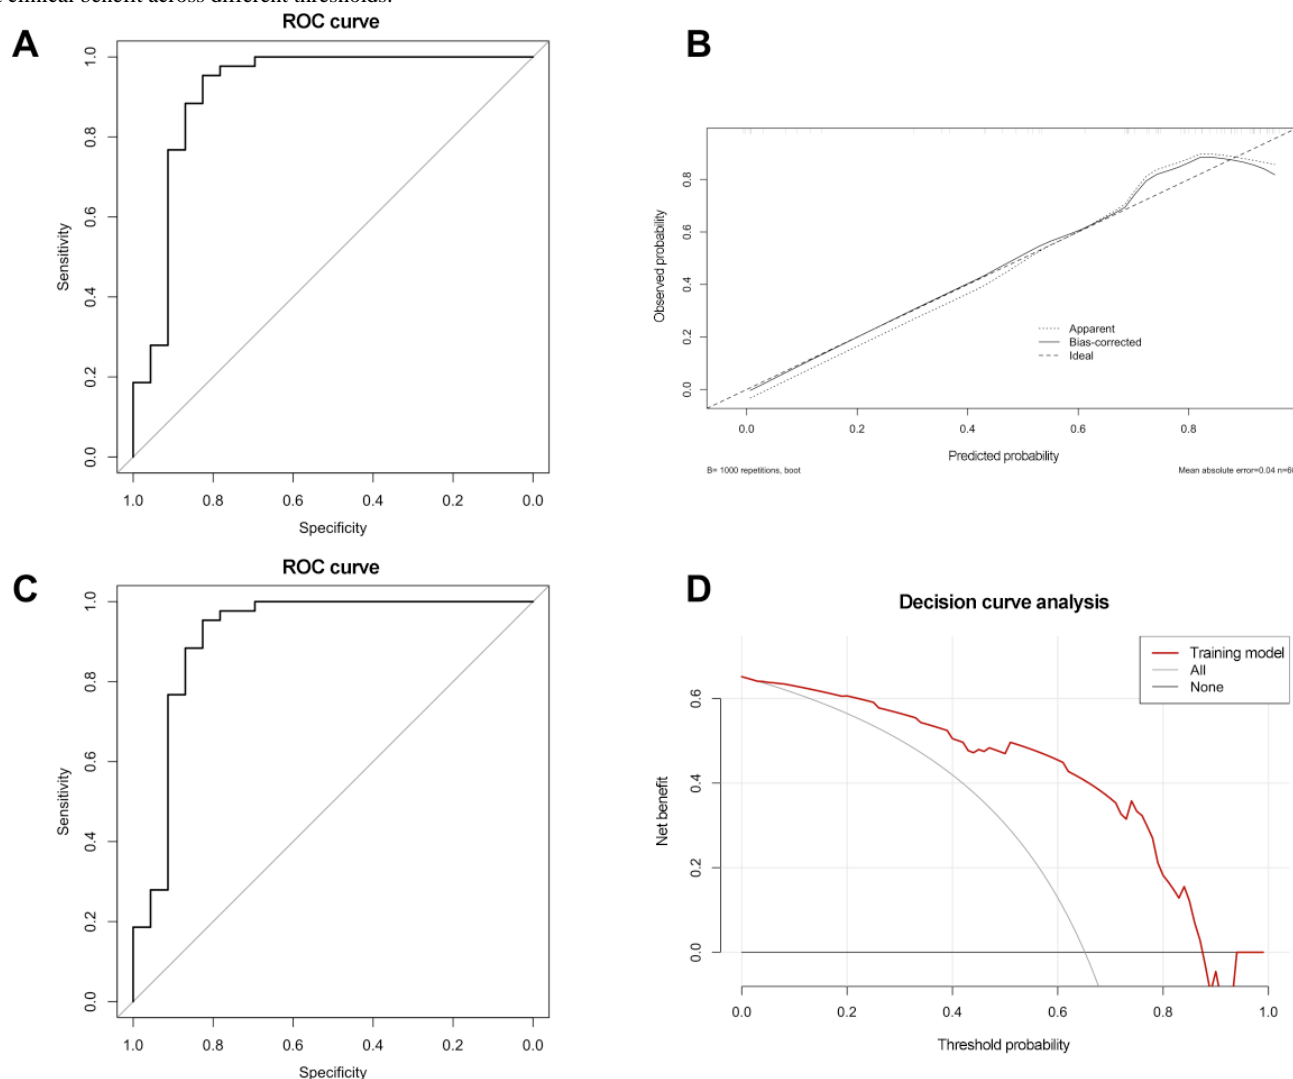 clinical benefit across different thresholds.
A
ROC curve
1.0
0.8
0.6
0.4
0.2
0.0
Sensitivity
1.0 0.8 0.6 0.4 0.2 0.0
Specificity
B
0.8
0.6
0.4
0.2
0.0
Observed probability
Apparent
Bias-corrected
Ideal
0.0 0.2 0.4 0.6 0.8
Predicted probability
B= 1000 repetitions, boot
Mean absolute error=0.04 n=6
C
ROC curve
1.0
0.8
0.6
0.4
0.2
0.0
Sensitivity
1.0 0.8 0.6 0.4 0.2 0.0
Specificity
D
Decision curve analysis
Training model
All
None
0.6
0.4
0.2
0.0
Net benefit
0.0 0.2 0.4 0.6 0.8 1.0
Threshold probability